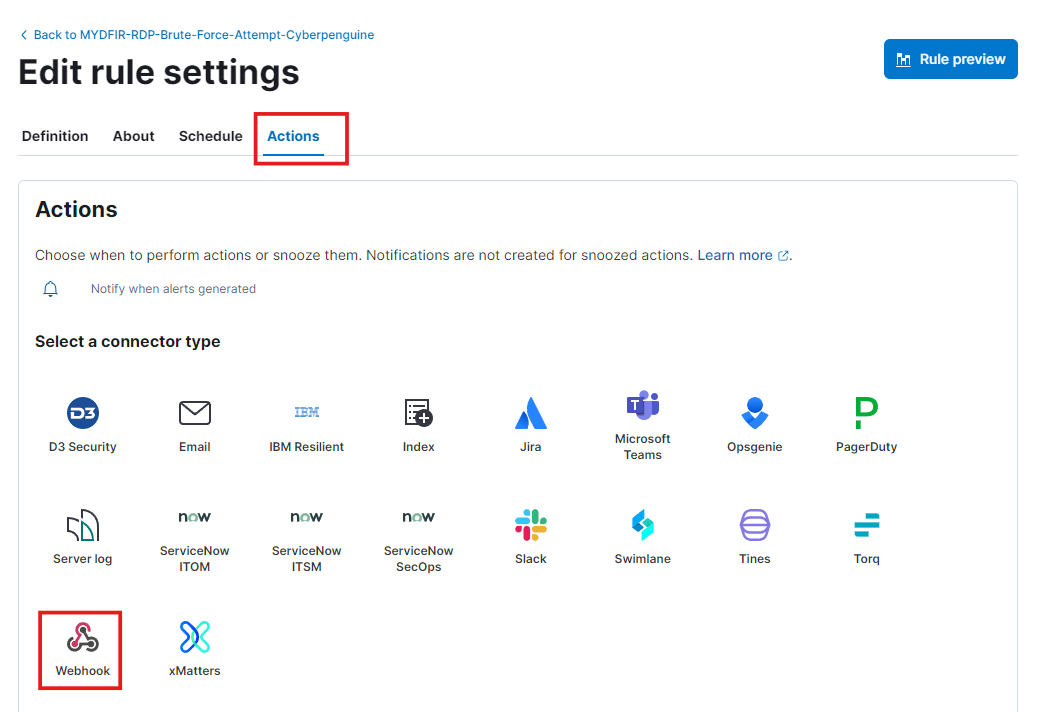 Back to MYDFIR-RDP-Brute-Force-Attempt-Cyberpenguine
Edit rule settings
Rule preview
Definition About Schedule Actions
Actions
Choose when to perform actions or snooze them. Notifications are not created for snoozed actions. Learn more.
Notify when alerts generated
Select a connector type
D3
D3 Security
Email
IBM
IBM Resilient
Index
Jira
T
Microsoft
Teams
Opsgenie
P
PagerDuty
Server log
now
ServiceNow
ITOM
now
ServiceNow
ITSM
now
ServiceNow
SecOps
Slack
Swimlane
Tines
Torq
Webhook
xMatters